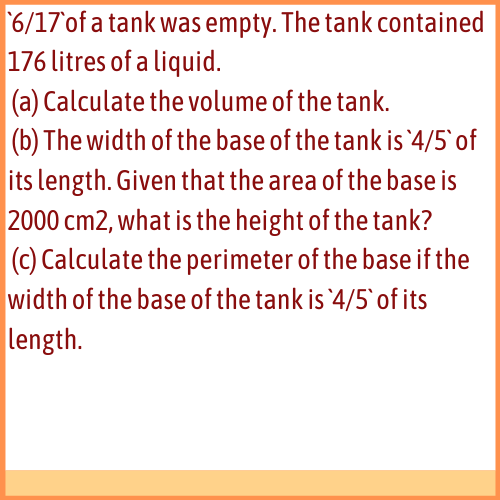 `6/17`of a tank was empty. The tank contained
176 litres of a liquid.
(a) Calculate the volume of the tank.
(b) The width of the base of the tank is `4/5` of
its length. Given that the area of the base is
2000 cm2, what is the height of the tank?
(c) Calculate the perimeter of the base if the
width of the base of the tank is `4/5` of its
length.